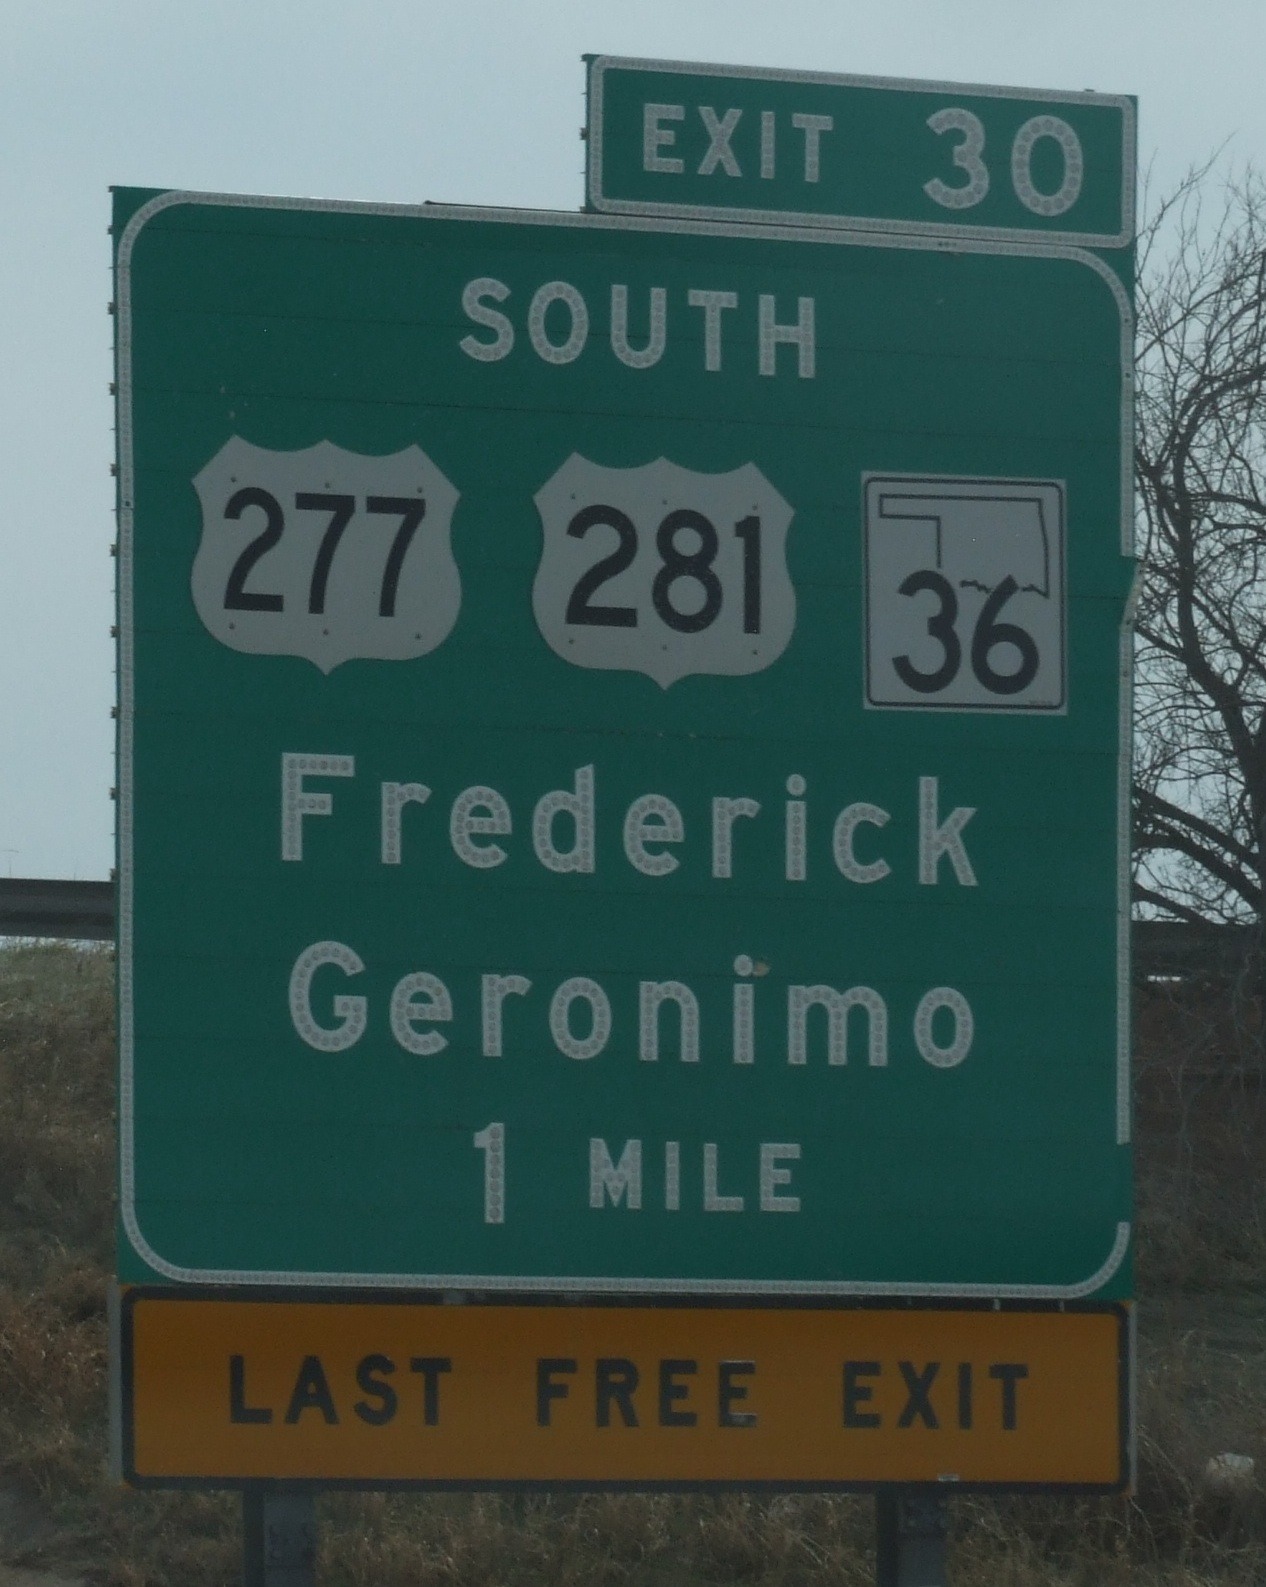 EXIT 30
SOUTH
277 281 36
Frederick
Geronimo
1 MILE
LAST FREE EXIT